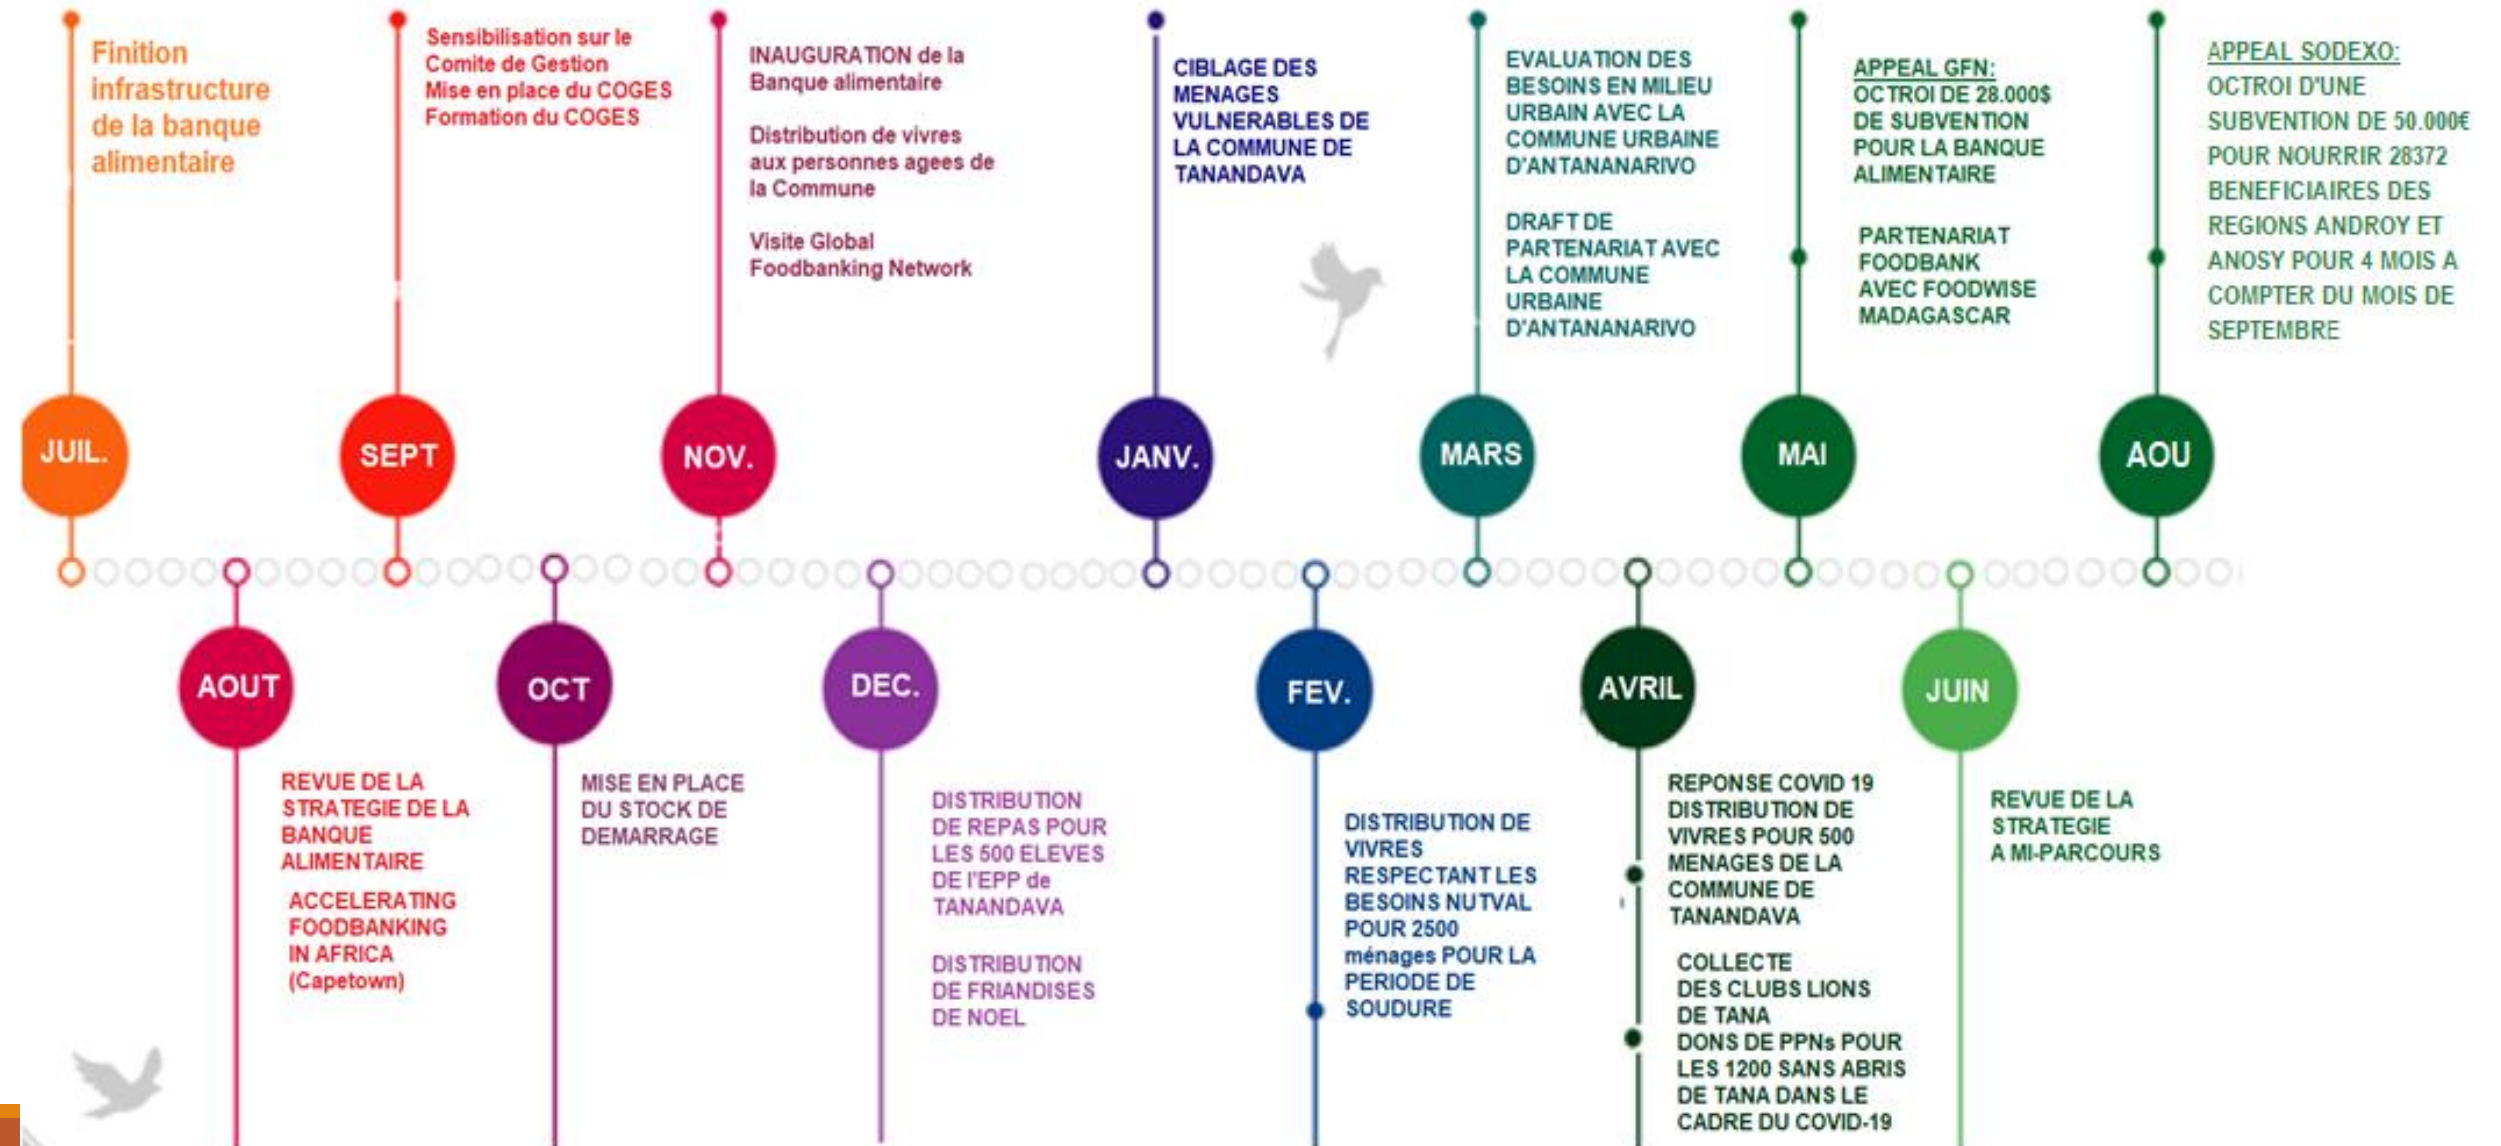 Finition
infrastructure
de la banque
alimentaire
JUIL.
Sensibilisation sur le
Comite de Gestion
Mise en place du COGES
Formation du COGES
SEPT
INAUGURATION de la
Banque alimentaire
Distribution de vivres
aux personnes agees de
la Commune
Visite Global
Foodbanking Network
NOV.
CIBLAGE DES
MENAGES
VULNERABLES DE
LA COMMUNE DE
TANANDAVA
JANV.
EVALUATION DES
BESOINS EN MILIEU
URBAIN AVEC LA
COMMUNE URBAINE
D'ANTANANARIVO
DRAFT DE
PARTENARIAT AVEC
LA COMMUNE
URBAINE
D'ANTANANARIVO
MARS
APPEAL GFN:
OCTROI DE 28.000$
DE SUBVENTION
POUR LA BANQUE
ALIMENTAIRE
PARTENARIAT
FOODBANK
AVEC FOODWISE
MADAGASCAR
MAI
APPEAL SODEXO:
OCTROI D'UNE
SUBVENTION DE 50.000€
POUR NOURRIR 28372
BENEFICIAIRES DES
REGIONS ANDROY ET
ANOSY POUR 4 MOIS A
COMPTER DU MOIS DE
SEPTEMBRE
AOU
AOUT
REVUE DE LA
STRATEGIE DE LA
BANQUE
ALIMENTAIRE
ACCELERATING
FOODBANKING
IN AFRICA
(Capetown)
OCT
MISE EN PLACE
DU STOCK DE
DEMARRAGE
DEC.
DISTRIBUTION
DE REPAS POUR
LES 500 ELEVES
DE l'EPP de
TANANDAVA
DISTRIBUTION
DE FRIANDISES
DE NOEL
FEV.
DISTRIBUTION DE
VIVRES
RESPECTANT LES
BESOINS NUTVAL
POUR 2500
ménages POUR LA
PERIODE DE
SOUDURE
AVRIL
REPONSE COVID 19
DISTRIBUTION DE
VIVRES POUR 500
MENAGES DE LA
COMMUNE DE
TANANDAVA
COLLECTE
DES CLUBS LIONS
DE TANA
DONS DE PPNs POUR
LES 1200 SANS ABRIS
DE TANA DANS LE
CADRE DU COVID-19
JUIN
REVUE DE LA
STRATEGIE
A MI-PARCOURS